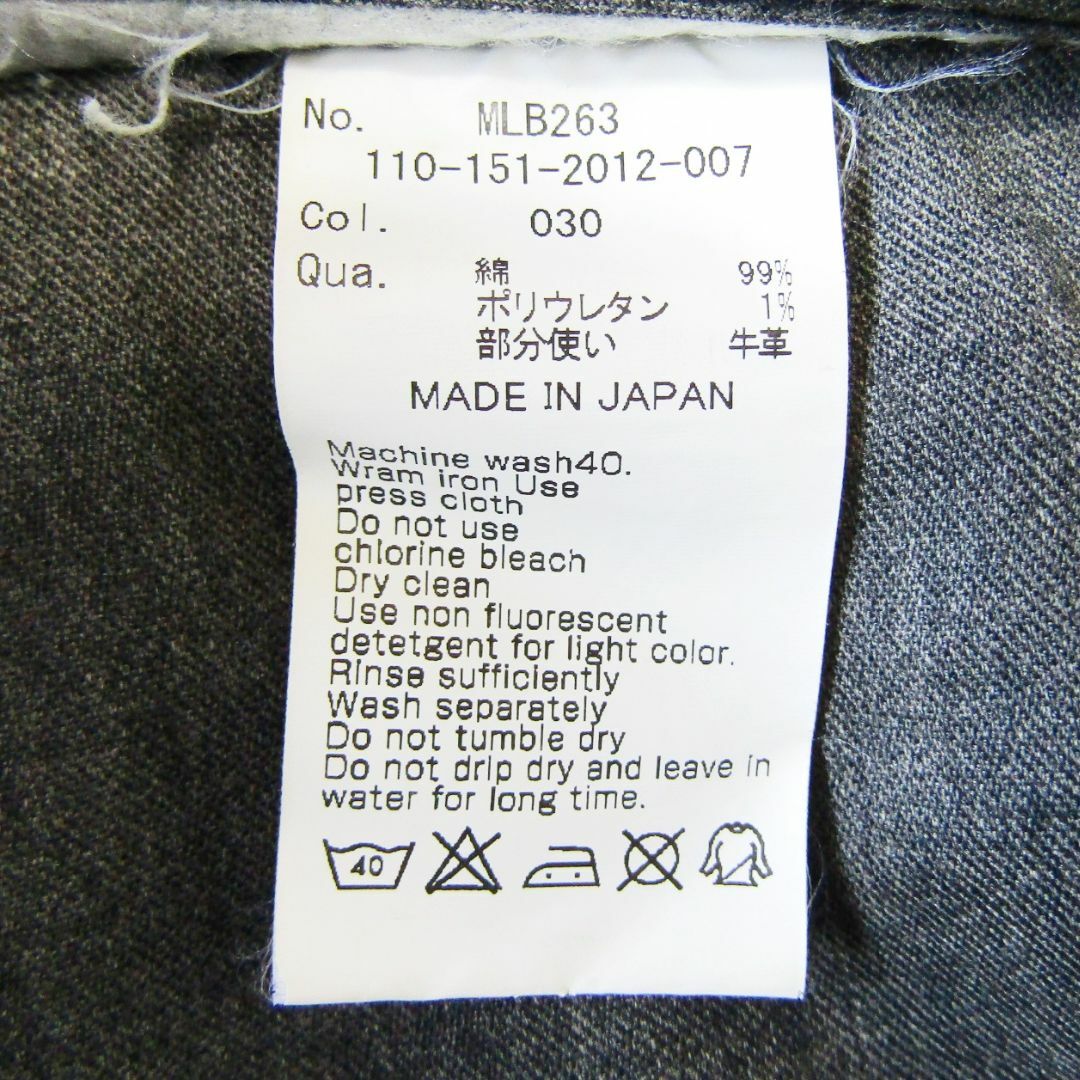 No. MLB263
110-151-2012-007
Col. 030
Qua. 綿 99%
ポリウレタン 1%
部分使い 牛革
MADE IN JAPAN
Machine wash40.
Wram iron Use
press cloth
Do not use
chlorine bleach
Dry clean
Use non fluorescent
detetgent for light color.
Rinse sufficiently
Wash separately
Do not tumble dry
Do not drip dry and leave in
water for long time.
40